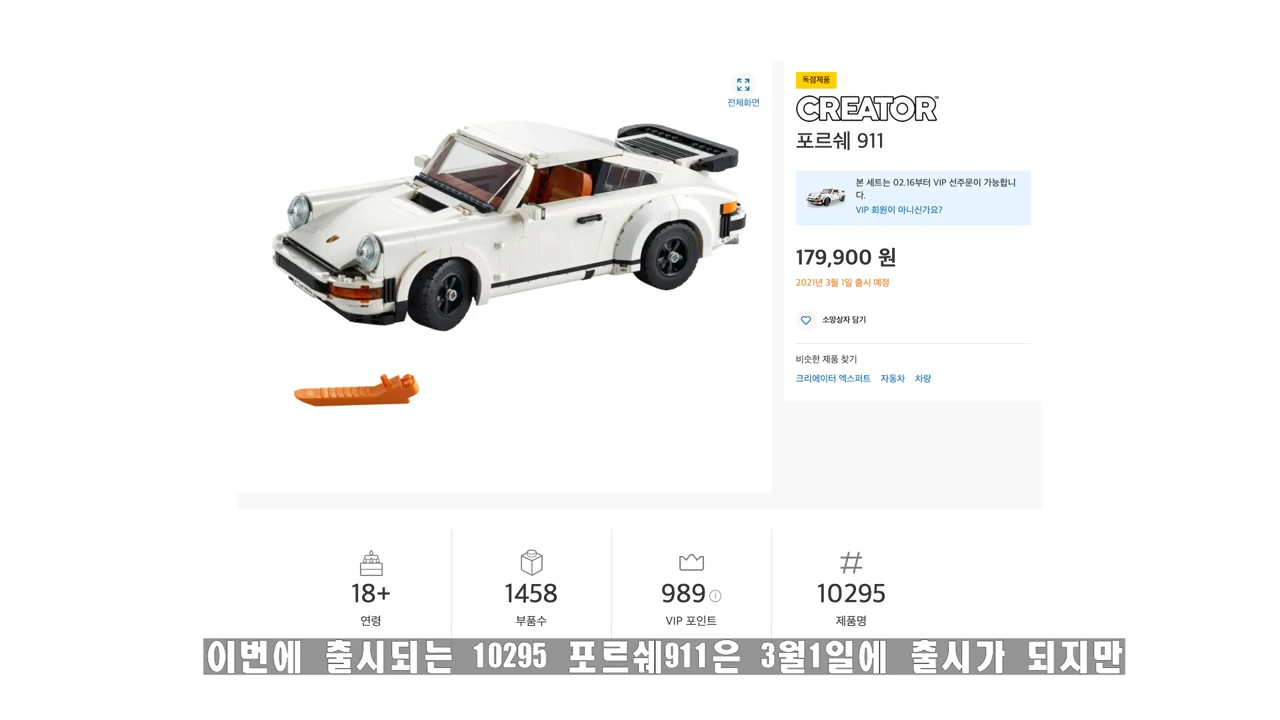 전체화면
독점제품
CREATOR™
포르쉐 911
본 세트는 02.16부터 VIP 선주문이 가능합니
다.
VIP 회원이 아니신가요?
179,900 원
2021년 3월 1일 출시 예정
소망상자 담기
비슷한 제품 찾기
크리에이터 엑스퍼트 자동차 차량
18+
연령
1458
부품수
989
VIP 포인트
10295
제품명
이번에 출시되는 10295 포르쉐911은 3월1일에 출시가 되지만